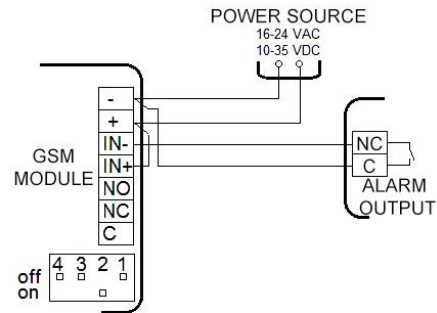 POWER SOURCE
16-24 VAC
10-35 VDC
-
+
IN-
IN+
NO
NC
C
GSM
MODULE
NC
C
ALARM
OUTPUT
4 3 2 1
off
on